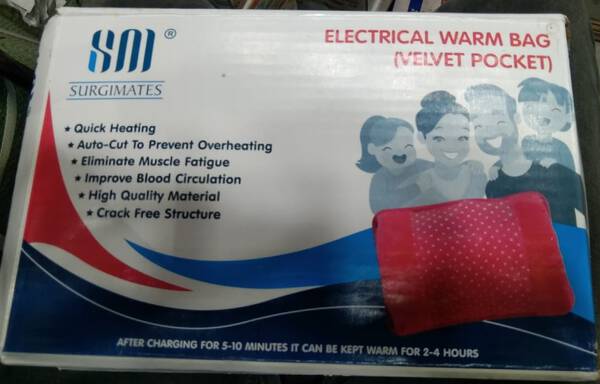 SM ®
SURGIMATES
ELECTRICAL WARM BAG
(VELVET POCKET)
★ Quick Heating
★ Auto-Cut To Prevent Overheating
★ Eliminate Muscle Fatigue
★ Improve Blood Circulation
★ High Quality Material
★ Crack Free Structure
AFTER CHARGING FOR 5-10 MINUTES IT CAN BE KEPT WARM FOR 2-4 HOURS